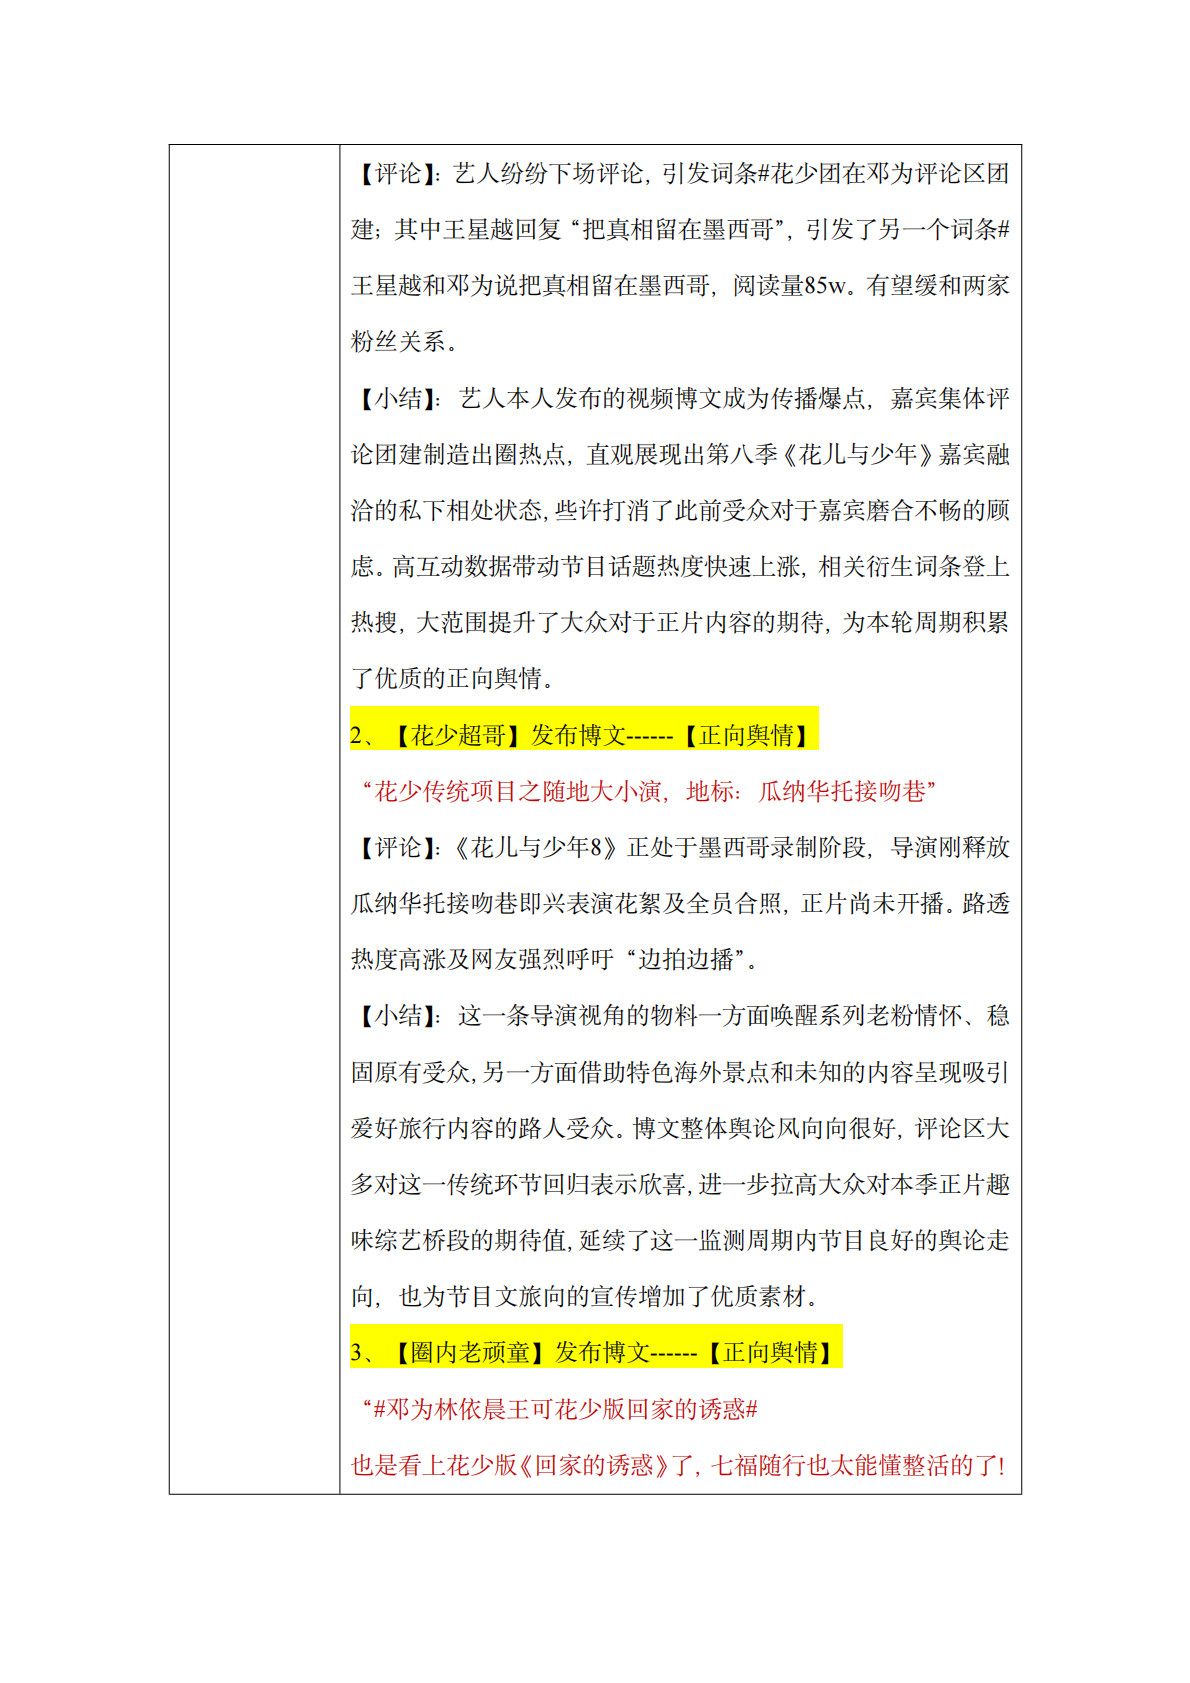 【评论】：艺人纷纷下场评论，引发词条#花少团在邓为评论区团
建；其中王星越回复“把真相留在墨西哥”，引发了另一个词条#
王星越和邓为说把真相留在墨西哥，阅读量85w。有望缓和两家
粉丝关系。
【小结】：艺人本人发布的视频博文成为传播爆点，嘉宾集体评
论团建制造出圈热点，直观展现出第八季《花儿与少年》嘉宾融
洽的私下相处状态，些许打消了此前受众对于嘉宾磨合不畅的顾
虑。高互动数据带动节目话题热度快速上涨，相关衍生词条登上
热搜，大范围提升了大众对于正片内容的期待，为本轮周期积累
了优质的正向舆情。
2、【花少超哥】发布博文------【正向舆情】
“花少传统项目之随地大小演，地标：瓜纳华托接吻巷”
【评论】：《花儿与少年8》正处于墨西哥录制阶段，导演刚释放
瓜纳华托接吻巷即兴表演花絮及全员合照，正片尚未开播。路透
热度高涨及网友强烈呼吁“边拍边播”。
【小结】：这一条导演视角的物料一方面唤醒系列老粉情怀、稳
固原有受众，另一方面借助特色海外景点和未知的内容呈现吸引
爱好旅行内容的路人受众。博文整体舆论风向向很好，评论区大
多对这一传统环节回归表示欣喜，进一步拉高大众对本季正片趣
味综艺桥段的期待值，延续了这一监测周期内节目良好的舆论走
向，也为节目文旅向的宣传增加了优质素材。
3、【圈内老顽童】发布博文------【正向舆情】
“#邓为林依晨王可花少版回家的诱惑#
也是看上花少版《回家的诱惑》了，七福随行也太能懂整活的了!